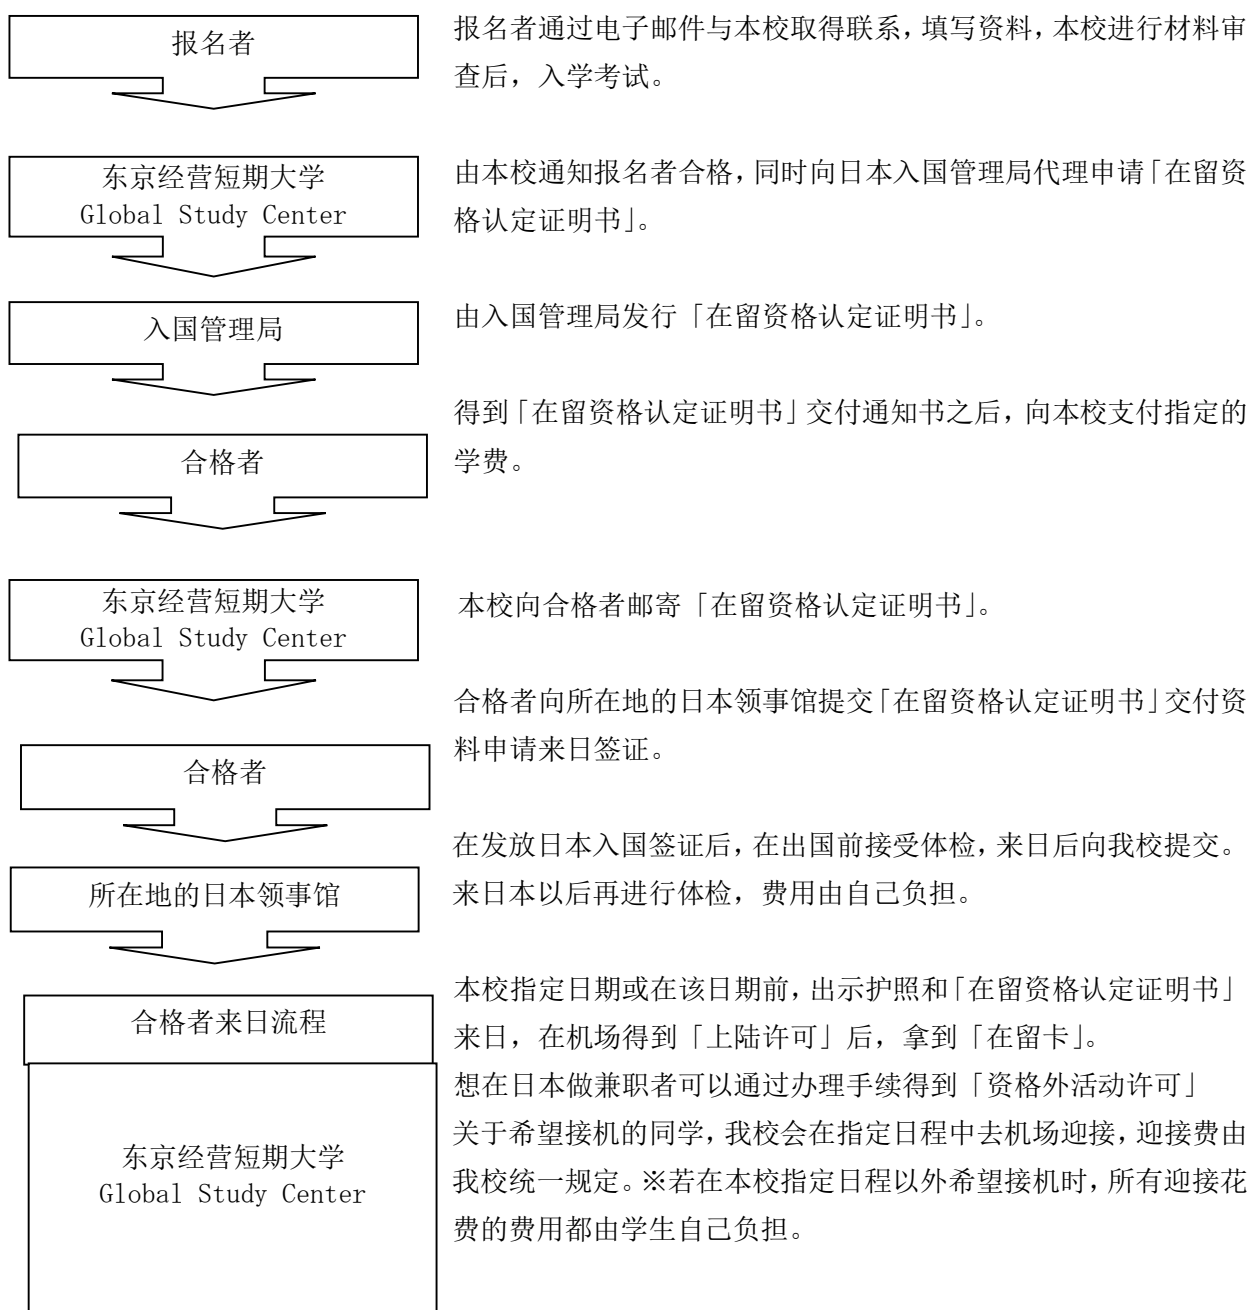 报名者
报名者通过电子邮件与本校取得联系，填写资料，本校进行材料审
查后，入学考试。
东京经营短期大学
Global Study Center
由本校通知报名者合格，同时向日本入国管理局代理申请「在留资
格认定证明书」。
入国管理局
由入国管理局发行「在留资格认定证明书」。
得到「在留资格认定证明书」交付通知书之后，向本校支付指定的
学费。
合格者
东京经营短期大学
Global Study Center
本校向合格者邮寄「在留资格认定证明书」。
合格者向所在地的日本领事馆提交「在留资格认定证明书」交付资
料申请来日签证。
合格者
在发放日本入国签证后，在出国前接受体检，来日后向我校提交。
来日本以后再进行体检，费用由自己负担。
所在地的日本领事馆
合格者来日流程
本校指定日期或在该日期前，出示护照和「在留资格认定证明书」
来日，在机场得到「上陆许可」后，拿到「在留卡」。
想在日本做兼职者可以通过办理手续得到「资格外活动许可」
关于希望接机的同学，我校会在指定日程中去机场迎接，迎接费由
我校统一规定。※若在本校指定日程以外希望接机时，所有迎接花
费的费用都由学生自己负担。
东京经营短期大学
Global Study Center